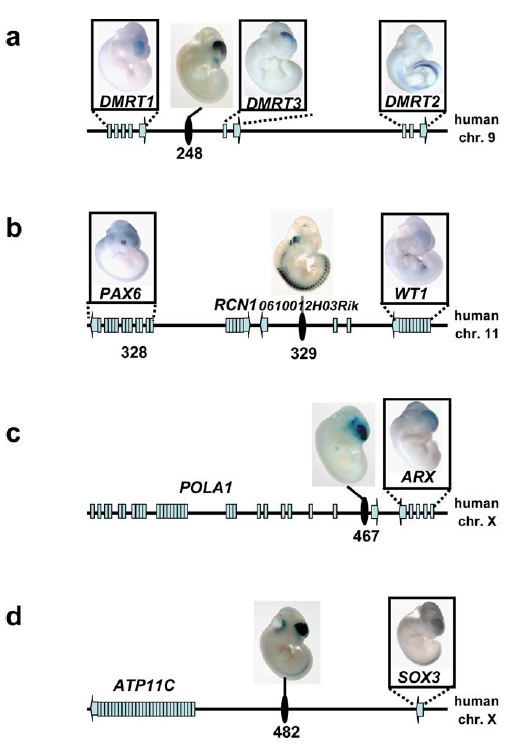 a
DMRT1
DMRT3
DMRT2
human
chr. 9
248
b
PAX6
RCN1 0610012H03Rik
WT1
human
chr. 11
328
329
c
POLA1
ARX
human
chr. X
467
d
ATP11C
SOX3
human
chr. X
482